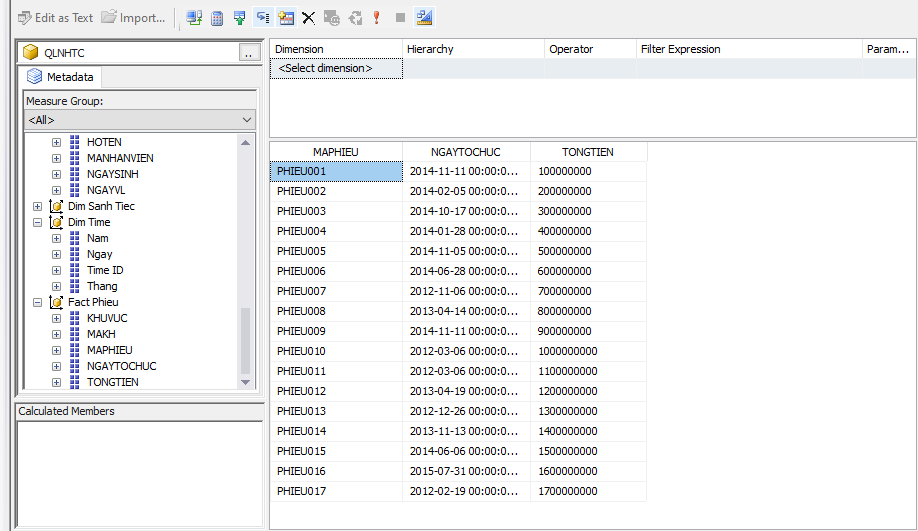 Edit as Text Import...
QLNHTC ..
Metadata
Measure Group:
<All>
HOTEN
MANHANVIEN
NGAYSINH
NGAYVL
Dim Sanh Tiec
Dim Time
Nam
Ngay
Time ID
Thang
Fact Phieu
KHUVUC
MAKH
MAPHIEU
NGAYTOCHUC
TONGTIEN
Calculated Members
Dimension Hierarchy Operator Filter Expression Param...
<Select dimension>
MAPHIEU NGAYTOCHUC TONGTIEN
PHIEU001 2014-11-11 00:00:0... 100000000
PHIEU002 2014-02-05 00:00:0... 200000000
PHIEU003 2014-10-17 00:00:0... 300000000
PHIEU004 2014-01-28 00:00:0... 400000000
PHIEU005 2014-11-05 00:00:0... 500000000
PHIEU006 2014-06-28 00:00:0... 600000000
PHIEU007 2012-11-06 00:00:0... 700000000
PHIEU008 2013-04-14 00:00:0... 800000000
PHIEU009 2014-11-11 00:00:0... 900000000
PHIEU010 2012-03-06 00:00:0... 1000000000
PHIEU011 2012-03-06 00:00:0... 1100000000
PHIEU012 2013-04-19 00:00:0... 1200000000
PHIEU013 2012-12-26 00:00:0... 1300000000
PHIEU014 2013-11-13 00:00:0... 1400000000
PHIEU015 2014-06-06 00:00:0... 1500000000
PHIEU016 2015-07-31 00:00:0... 1600000000
PHIEU017 2012-02-19 00:00:0... 1700000000